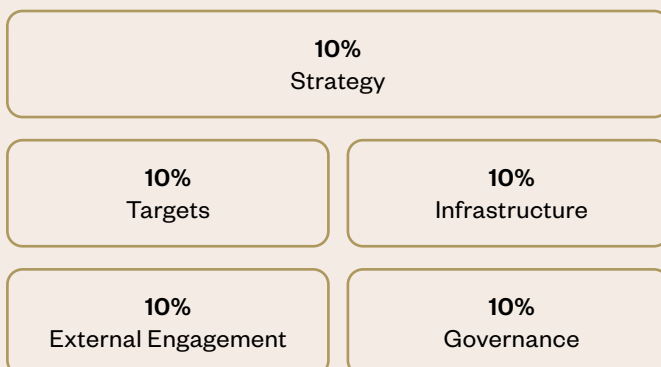 10%
Strategy
10%
Targets
10%
Infrastructure
10%
External Engagement
10%
Governance